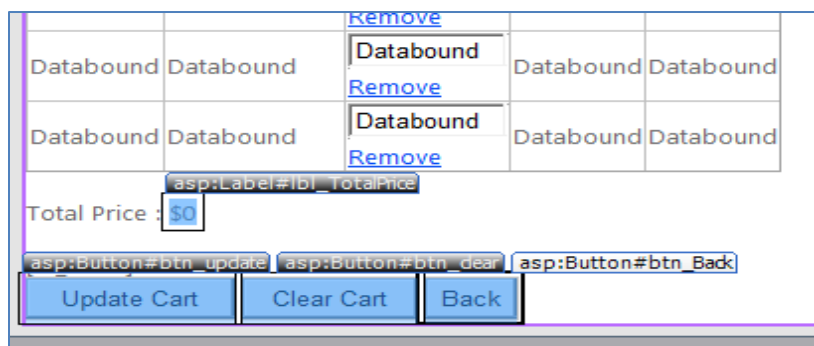 Remove
Databound
Databound Databound Databound Databound
Remove
Databound
Databound Databound Databound Databound
Remove
asp:Label#lbl_TotalPrice
Total Price : $0
asp:Button#btn_update asp:Button#btn_clear asp:Button#btn_Back
Update Cart Clear Cart Back